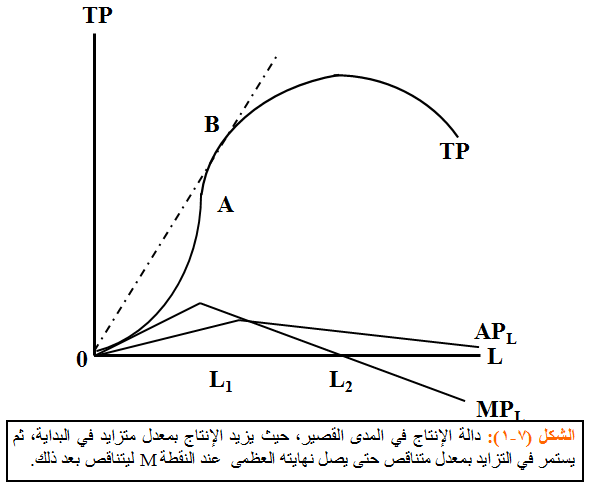 TP
B
TP
A
AP_L
0
L
L1
L2
MP_L
الشكل (٧-١): دالة الإنتاج في المدى القصير، حيث يزيد الإنتاج بمعدل متزايد في البداية، ثم
يستمر في التزايد بمعدل متناقص حتى يصل نهايته العظمى عند النقطة M ليتناقص بعد ذلك.